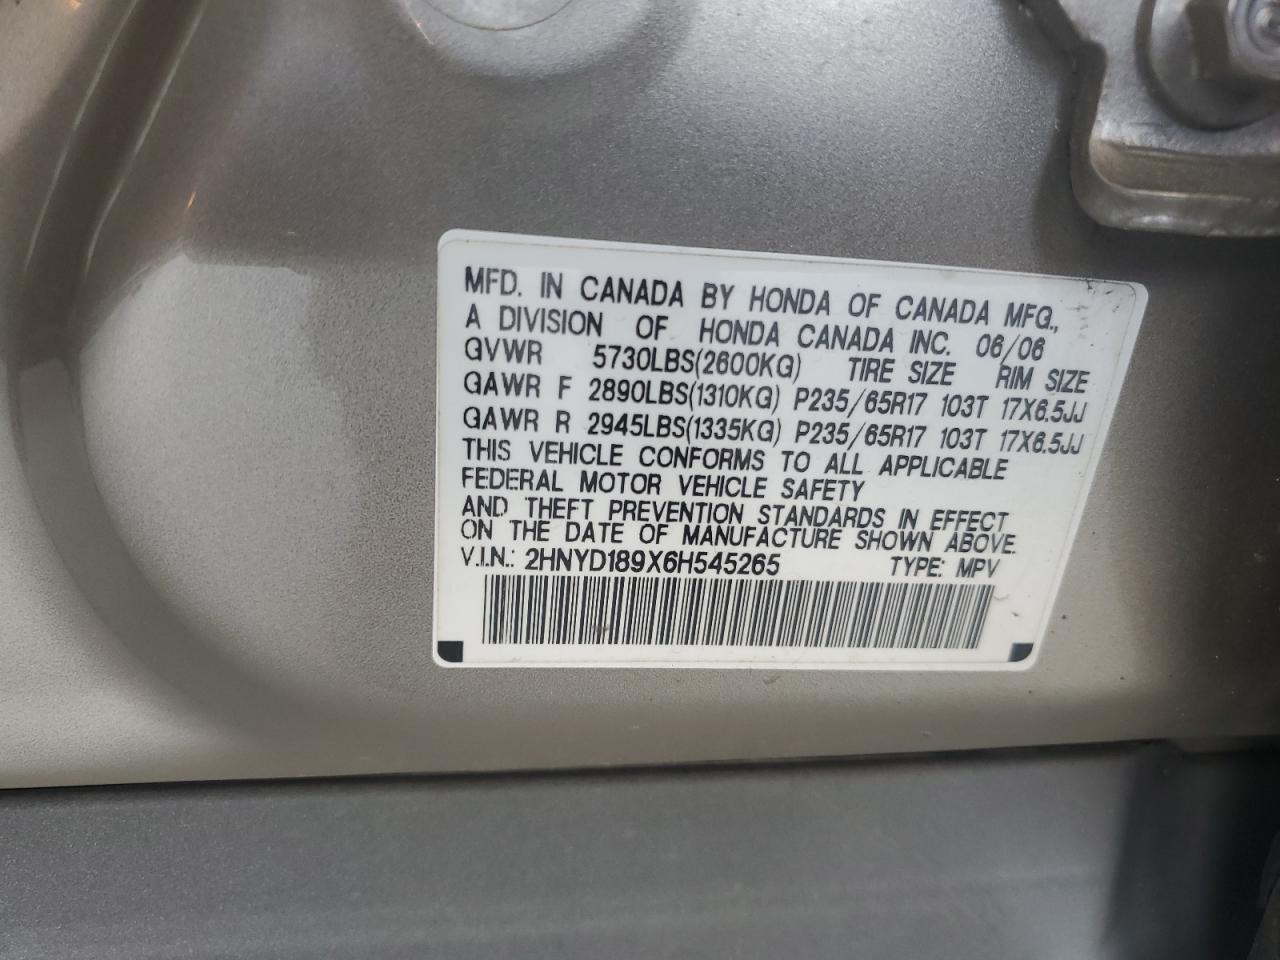 MFD. IN CANADA BY HONDA OF CANADA MFG.,
A DIVISION OF HONDA CANADA INC. 06/06
GVWR 5730LBS(2600KG) TIRE SIZE RIM SIZE
GAWR F 2890LBS(1310KG) P235/65R17 103T 17X6.5JJ
GAWR R 2945LBS(1335KG) P235/65R17 103T 17X6.5JJ
THIS VEHICLE CONFORMS TO ALL APPLICABLE
FEDERAL MOTOR VEHICLE SAFETY
AND THEFT PREVENTION STANDARDS IN EFFECT
ON THE DATE OF MANUFACTURE SHOWN ABOVE.
V.I.N.: 2HNYD189X6H545265 TYPE: MPV